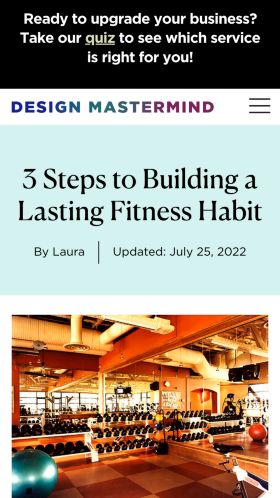 Ready to upgrade your business?
Take our quiz to see which service
is right for you!
DESIGN MASTERMIND
3 Steps to Building a
Lasting Fitness Habit
By Laura
Updated: July 25, 2022